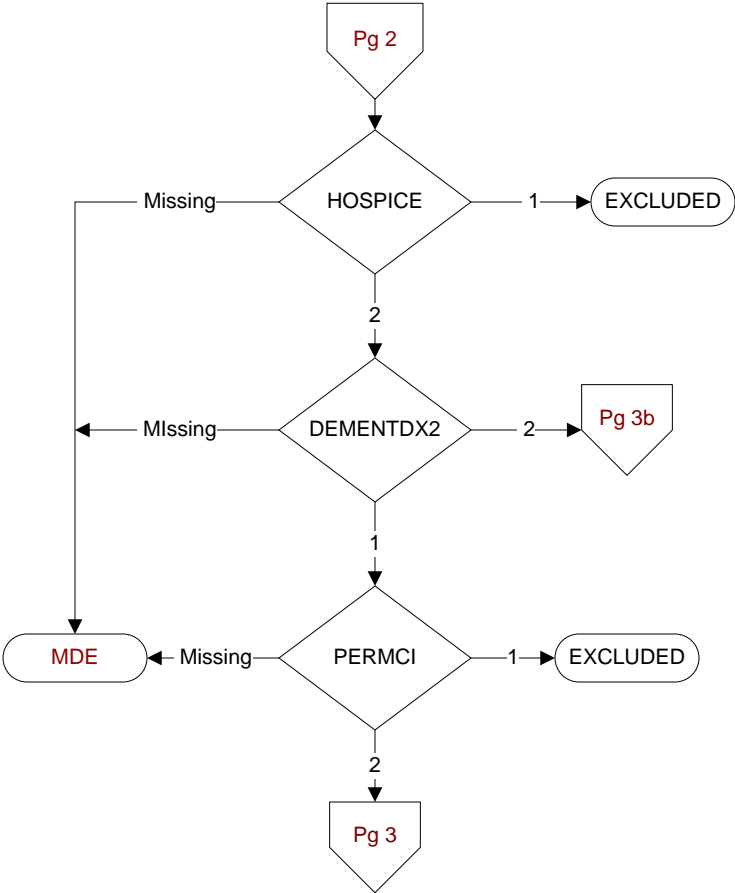 Pg 2
Missing
HOSPICE
1
EXCLUDED
2
MIssing
DEMENTDX2
2
Pg 3b
1
MDE
Missing
PERMCI
1
EXCLUDED
2
Pg 3